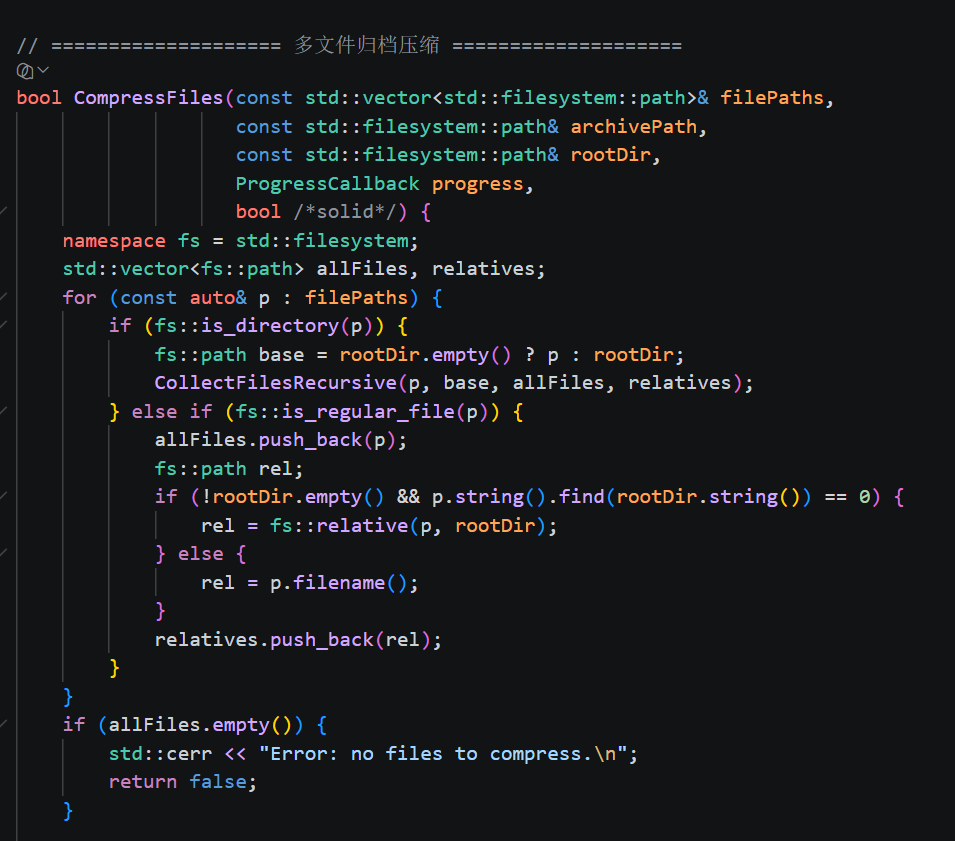 // ==================== 多文件归档压缩 ====================
bool CompressFiles(const std::vector<std::filesystem::path>& filePaths,
                   const std::filesystem::path& archivePath,
                   const std::filesystem::path& rootDir,
                   ProgressCallback progress,
                   bool /*solid*/) {
    namespace fs = std::filesystem;
    std::vector<fs::path> allFiles, relatives;
    for (const auto& p : filePaths) {
        if (fs::is_directory(p)) {
            fs::path base = rootDir.empty() ? p : rootDir;
            CollectFilesRecursive(p, base, allFiles, relatives);
        } else if (fs::is_regular_file(p)) {
            allFiles.push_back(p);
            fs::path rel;
            if (!rootDir.empty() && p.string().find(rootDir.string()) == 0) {
                rel = fs::relative(p, rootDir);
            } else {
                rel = p.filename();
            }
            relatives.push_back(rel);
        }
    }
    if (allFiles.empty()) {
        std::cerr << "Error: no files to compress.\n";
        return false;
    }